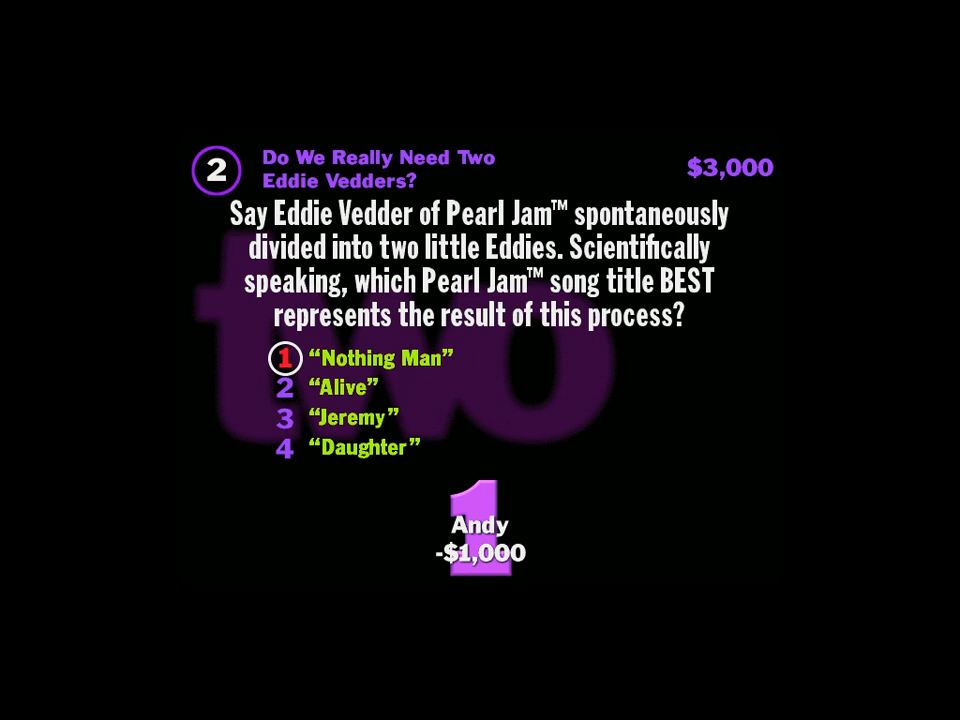 2
Do We Really Need Two
Eddie Vedders?
$3,000
Say Eddie Vedder of Pearl Jam™ spontaneously
divided into two little Eddies. Scientifically
speaking, which Pearl Jam™ song title BEST
represents the result of this process?
two
1 “Nothing Man”
2 “Alive”
3 “Jeremy”
4 “Daughter”
1
Andy
-$1,000